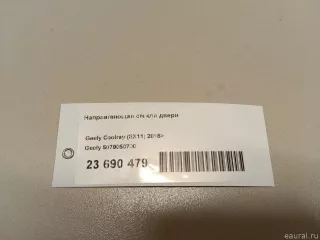 Направляющая стекла двери
Geely Coolray (SX11) 2018>
Geely 5079050700
23 690 479
eaural.ru